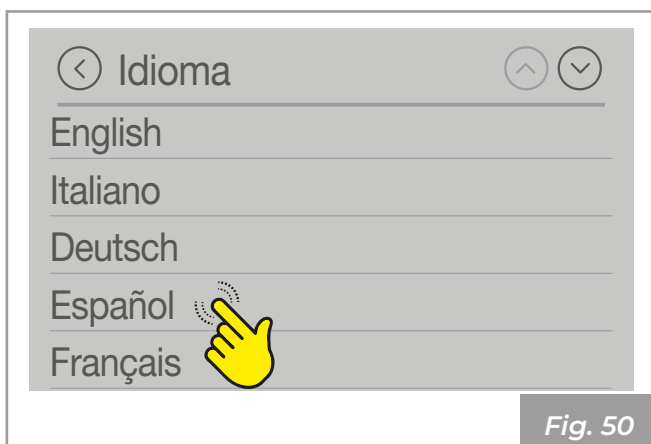 Idioma
English
Italiano
Deutsch
Español
Français
Fig. 50